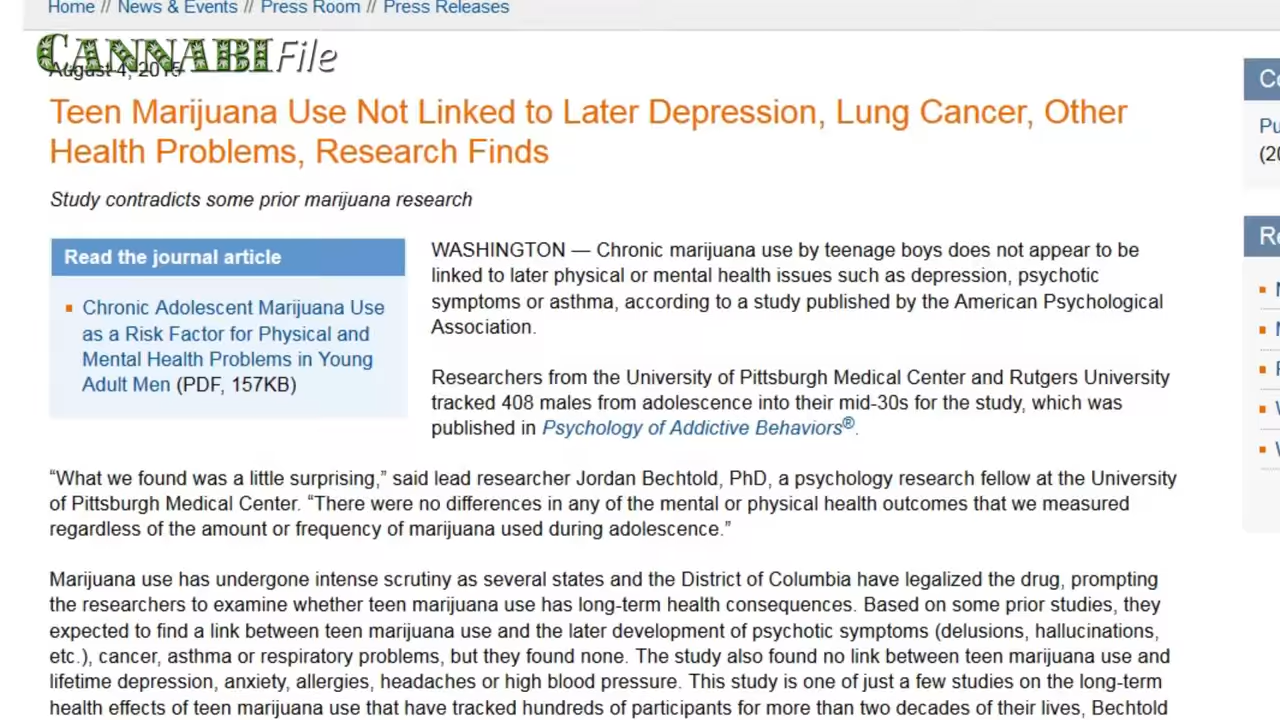 Home // News & Events // Press Room // Press Releases
CANNABIFile
August 4, 2015
Teen Marijuana Use Not Linked to Later Depression, Lung Cancer, Other
Health Problems, Research Finds
Study contradicts some prior marijuana research
Read the journal article
Chronic Adolescent Marijuana Use
as a Risk Factor for Physical and
Mental Health Problems in Young
Adult Men (PDF, 157KB)
WASHINGTON — Chronic marijuana use by teenage boys does not appear to be
linked to later physical or mental health issues such as depression, psychotic
symptoms or asthma, according to a study published by the American Psychological
Association.
Researchers from the University of Pittsburgh Medical Center and Rutgers University
tracked 408 males from adolescence into their mid-30s for the study, which was
published in Psychology of Addictive Behaviors®.
“What we found was a little surprising,” said lead researcher Jordan Bechtold, PhD, a psychology research fellow at the University
of Pittsburgh Medical Center. “There were no differences in any of the mental or physical health outcomes that we measured
regardless of the amount or frequency of marijuana used during adolescence.”
Marijuana use has undergone intense scrutiny as several states and the District of Columbia have legalized the drug, prompting
the researchers to examine whether teen marijuana use has long-term health consequences. Based on some prior studies, they
expected to find a link between teen marijuana use and the later development of psychotic symptoms (delusions, hallucinations,
etc.), cancer, asthma or respiratory problems, but they found none. The study also found no link between teen marijuana use and
lifetime depression, anxiety, allergies, headaches or high blood pressure. This study is one of just a few studies on the long-term
health effects of teen marijuana use that have tracked hundreds of participants for more than two decades of their lives, Bechtold